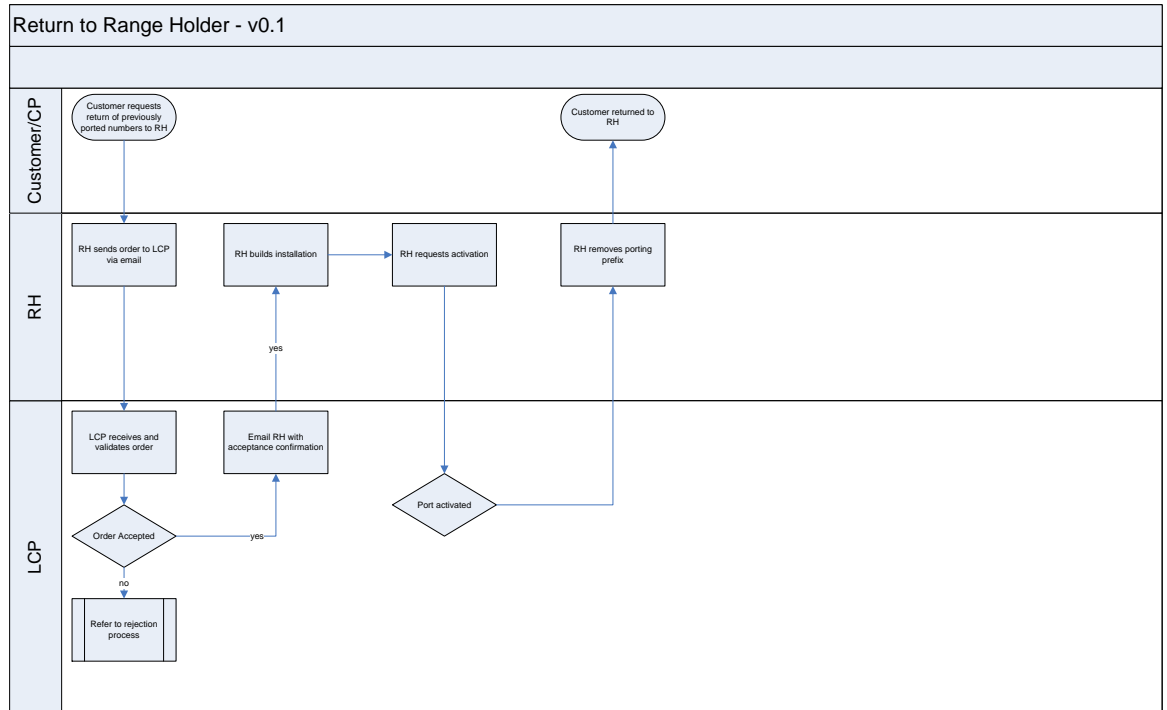 Return to Range Holder - v0.1
Customer/CP
Customer requests
return of previously
ported numbers to RH
Customer returned to
RH
RH
RH sends order to LCP
via email
RH builds installation
RH requests activation
RH removes porting
prefix
yes
LCP
LCP receives and
validates order
Email RH with
acceptance confirmation
Port activated
Order Accepted
yes
no
Refer to rejection
process